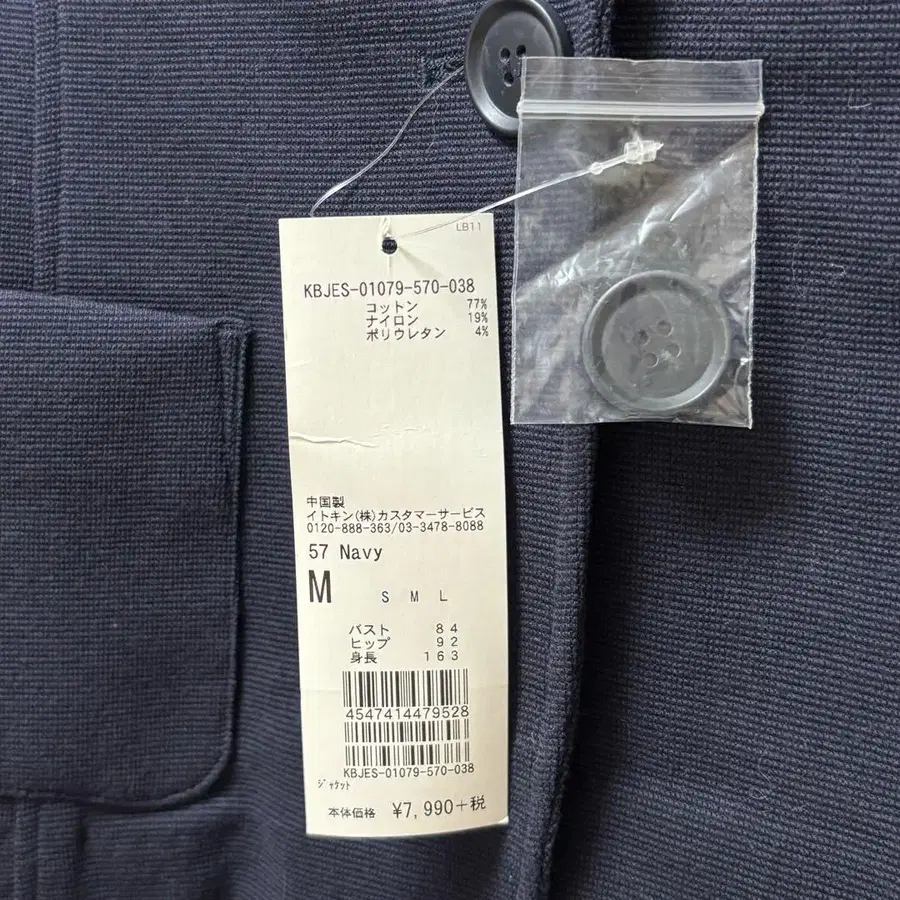 LB11
KBJES-01079-570-038
コットン 77%
ナイロン 19%
ポリウレタン 4%
中国製
イトキン(株)カスタマーサービス
0120-888-363/03-3478-8088
57 Navy
M S M L
バスト 84
ヒップ 92
身長 163
4547414479528
KBJES-01079-570-038
ジャケット
本体価格 ¥7,990+税